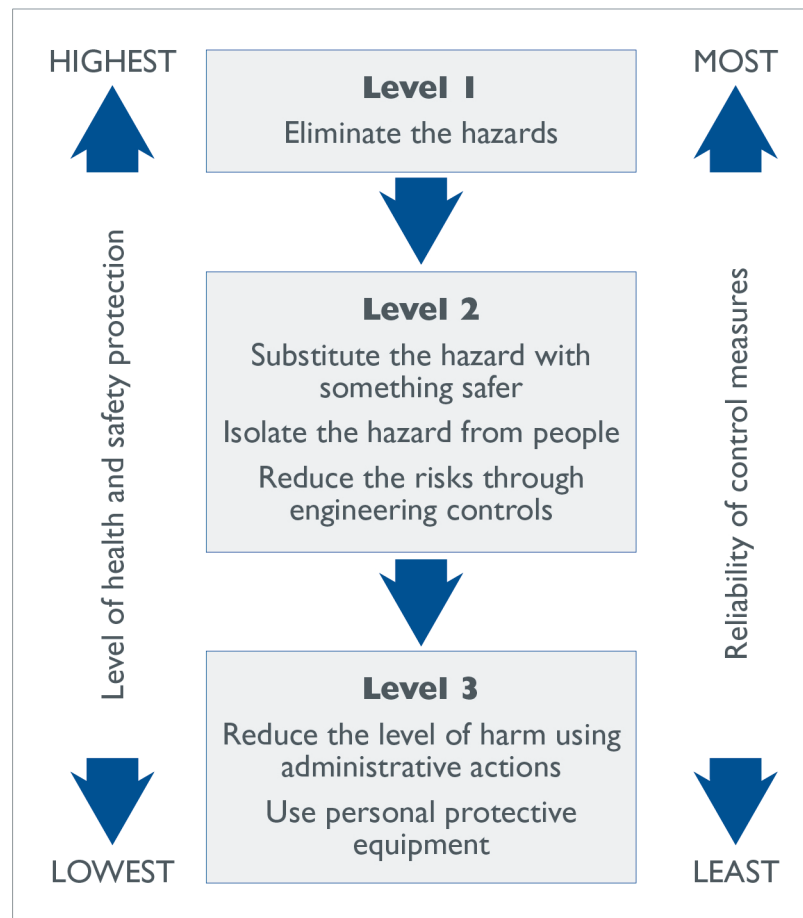 HIGHEST
MOST
Level 1
Eliminate the hazards
Level of health and safety protection
Reliability of control measures
Level 2
Substitute the hazard with
something safer
Isolate the hazard from people
Reduce the risks through
engineering controls
Level 3
Reduce the level of harm using
administrative actions
Use personal protective
equipment
LOWEST
LEAST